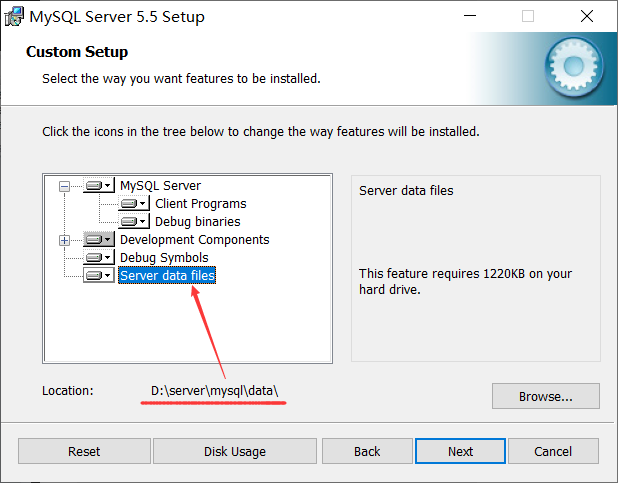 MySQL Server 5.5 Setup
Custom Setup
Select the way you want features to be installed.
Click the icons in the tree below to change the way features will be installed.
MySQL Server
Client Programs
Debug binaries
Development Components
Debug Symbols
Server data files
Server data files
This feature requires 1220KB on your
hard drive.
Location:
D:\server\mysql\data\
Browse...
Reset
Disk Usage
Back
Next
Cancel